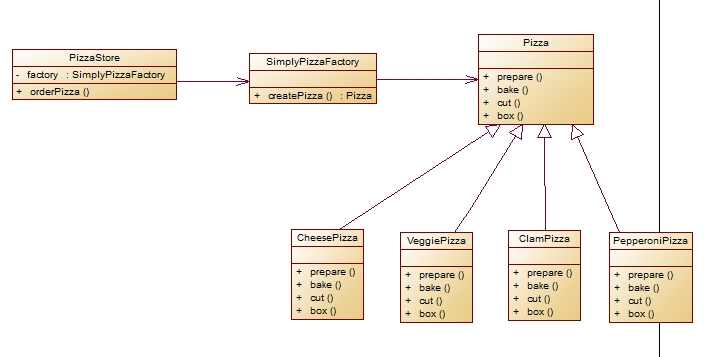 PizzaStore
- factory : SimplyPizzaFactory
+ orderPizza ()
SimplyPizzaFactory
+ createPizza () : Pizza
Pizza
+ prepare ()
+ bake ()
+ cut ()
+ box ()
CheesePizza
+ prepare ()
+ bake ()
+ cut ()
+ box ()
VeggiePizza
+ prepare ()
+ bake ()
+ cut ()
+ box ()
ClamPizza
+ prepare ()
+ bake ()
+ cut ()
+ box ()
PepperoniPizza
+ prepare ()
+ bake ()
+ cut ()
+ box ()